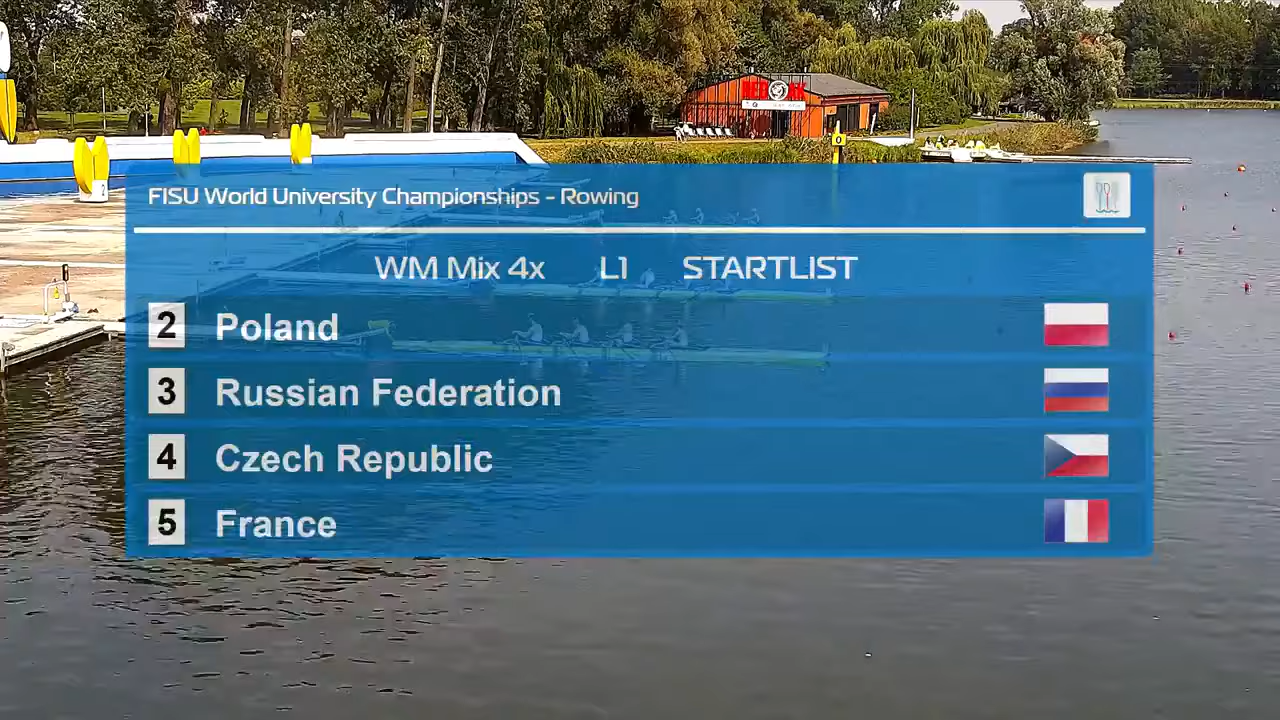 FISU World University Championships - Rowing
WM Mix 4x L1 STARTLIST
2 Poland
3 Russian Federation
4 Czech Republic
5 France